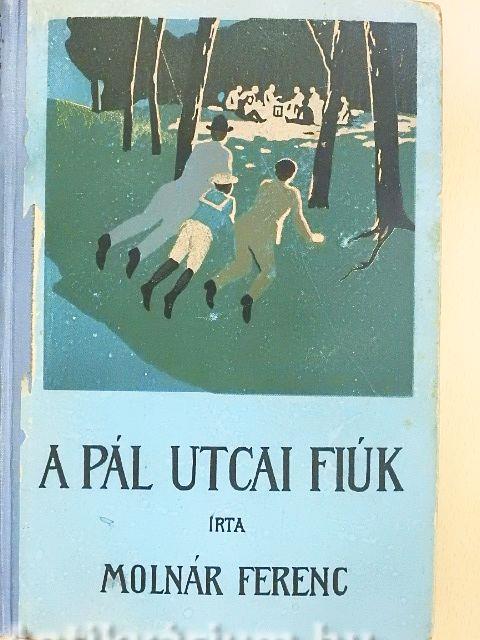 A PÁL UTCAI FIÚK
ÍRTA
MOLNÁR FERENC